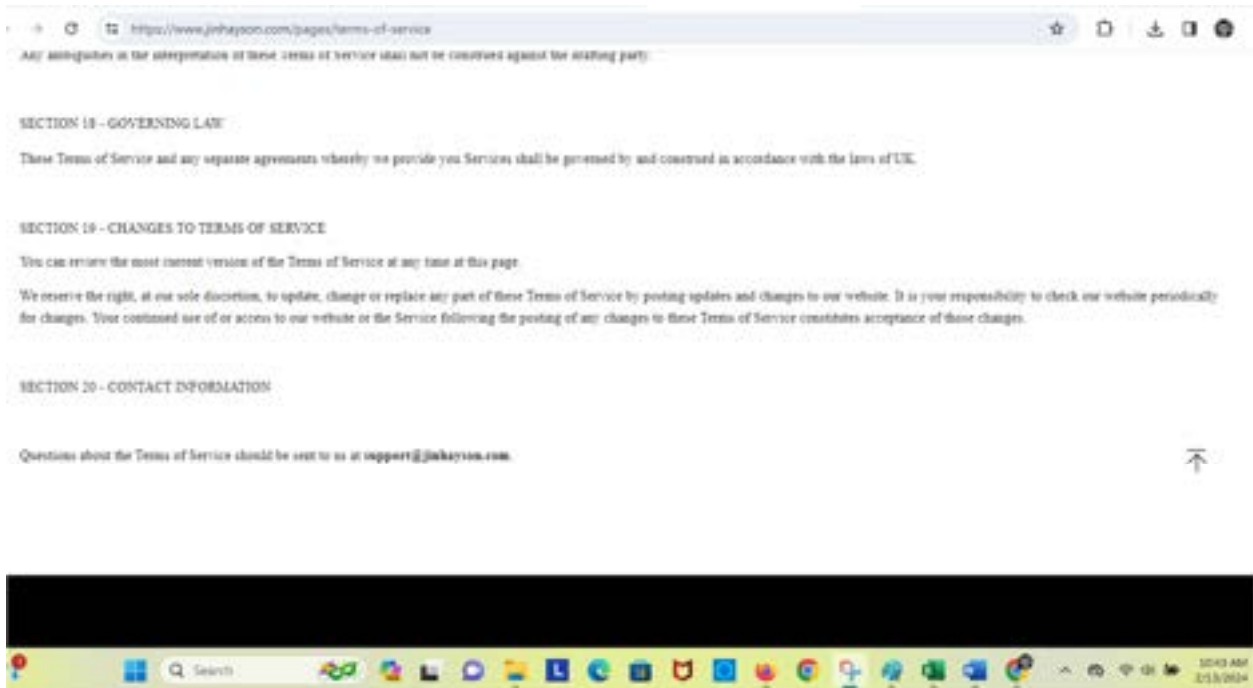 https://www.jinhayson.com/pages/terms-of-service
Any ambiguities in the interpretation of these Terms of Service shall not be construed against the drafting party.
SECTION 18 - GOVERNING LAW
These Terms of Service and any separate agreements whereby we provide you Services shall be governed by and construed in accordance with the laws of UK.
SECTION 19 - CHANGES TO TERMS OF SERVICE
You can review the most current version of the Terms of Service at any time at this page.
We reserve the right, at our sole discretion, to update, change or replace any part of these Terms of Service by posting updates and changes to our website. It is your responsibility to check our website periodically
for changes. Your continued use of or access to our website or the Service following the posting of any changes to these Terms of Service constitutes acceptance of those changes.
SECTION 20 - CONTACT INFORMATION
Questions about the Terms of Service should be sent to us at support@jinhayson.com.
Search
L
10:43 AM
2/13/2024